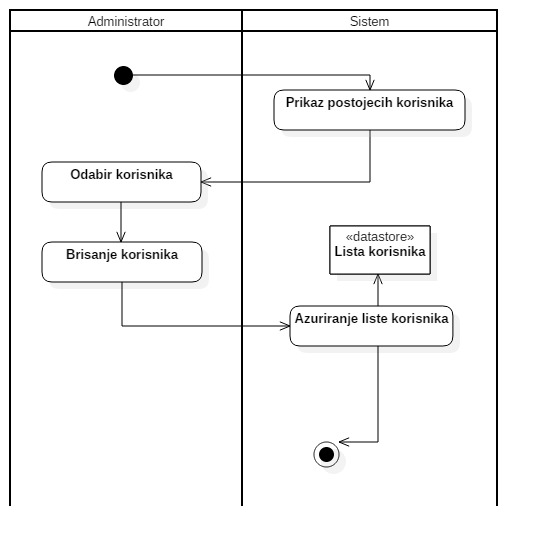 Administrator
Sistem
Prikaz postojecih korisnika
Odabir korisnika
Brisanje korisnika
«datastore»
Lista korisnika
Azuriranje liste korisnika